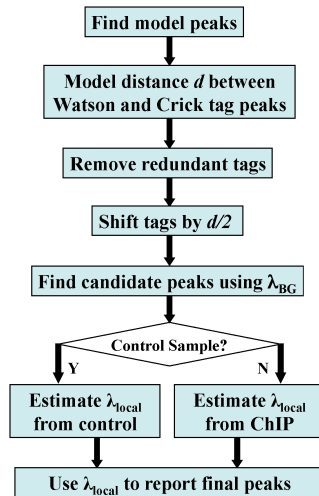 Find model peaks
Model distance d between
Watson and Crick tag peaks
Remove redundant tags
Shift tags by d/2
Find candidate peaks using λBG
Control Sample?
Y
N
Estimate λlocal
from control
Estimate λlocal
from ChIP
Use λlocal to report final peaks